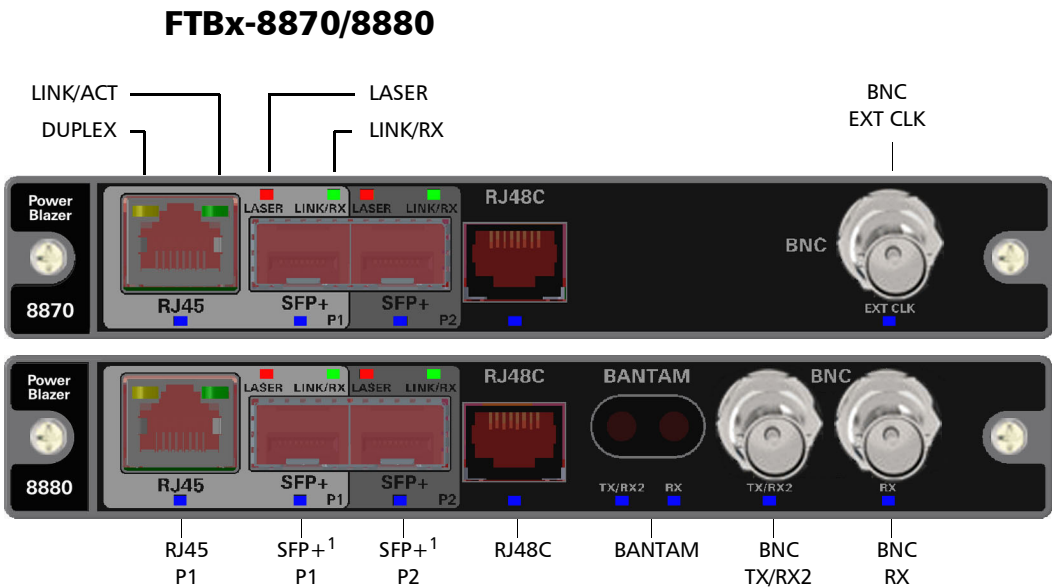 FTBx-8870/8880
LINK/ACT
LASER
BNC
DUPLEX
LINK/RX
EXT CLK
Power
Blazer
RJ48C
LASER LINK/RX LASER LINK/RX
BNC
8870
RJ45
SFP+
SFP+
EXT CLK
P1
P2
Power
Blazer
RJ48C
BANTAM
BNC
LASER LINK/RX LASER LINK/RX
8880
RJ45
SFP+
SFP+
TX/RX2
RX
TX/RX2
RX
P1
P2
RJ45
SFP+1
SFP+1
RJ48C
BANTAM
BNC
BNC
P1
P1
P2
TX/RX2
RX